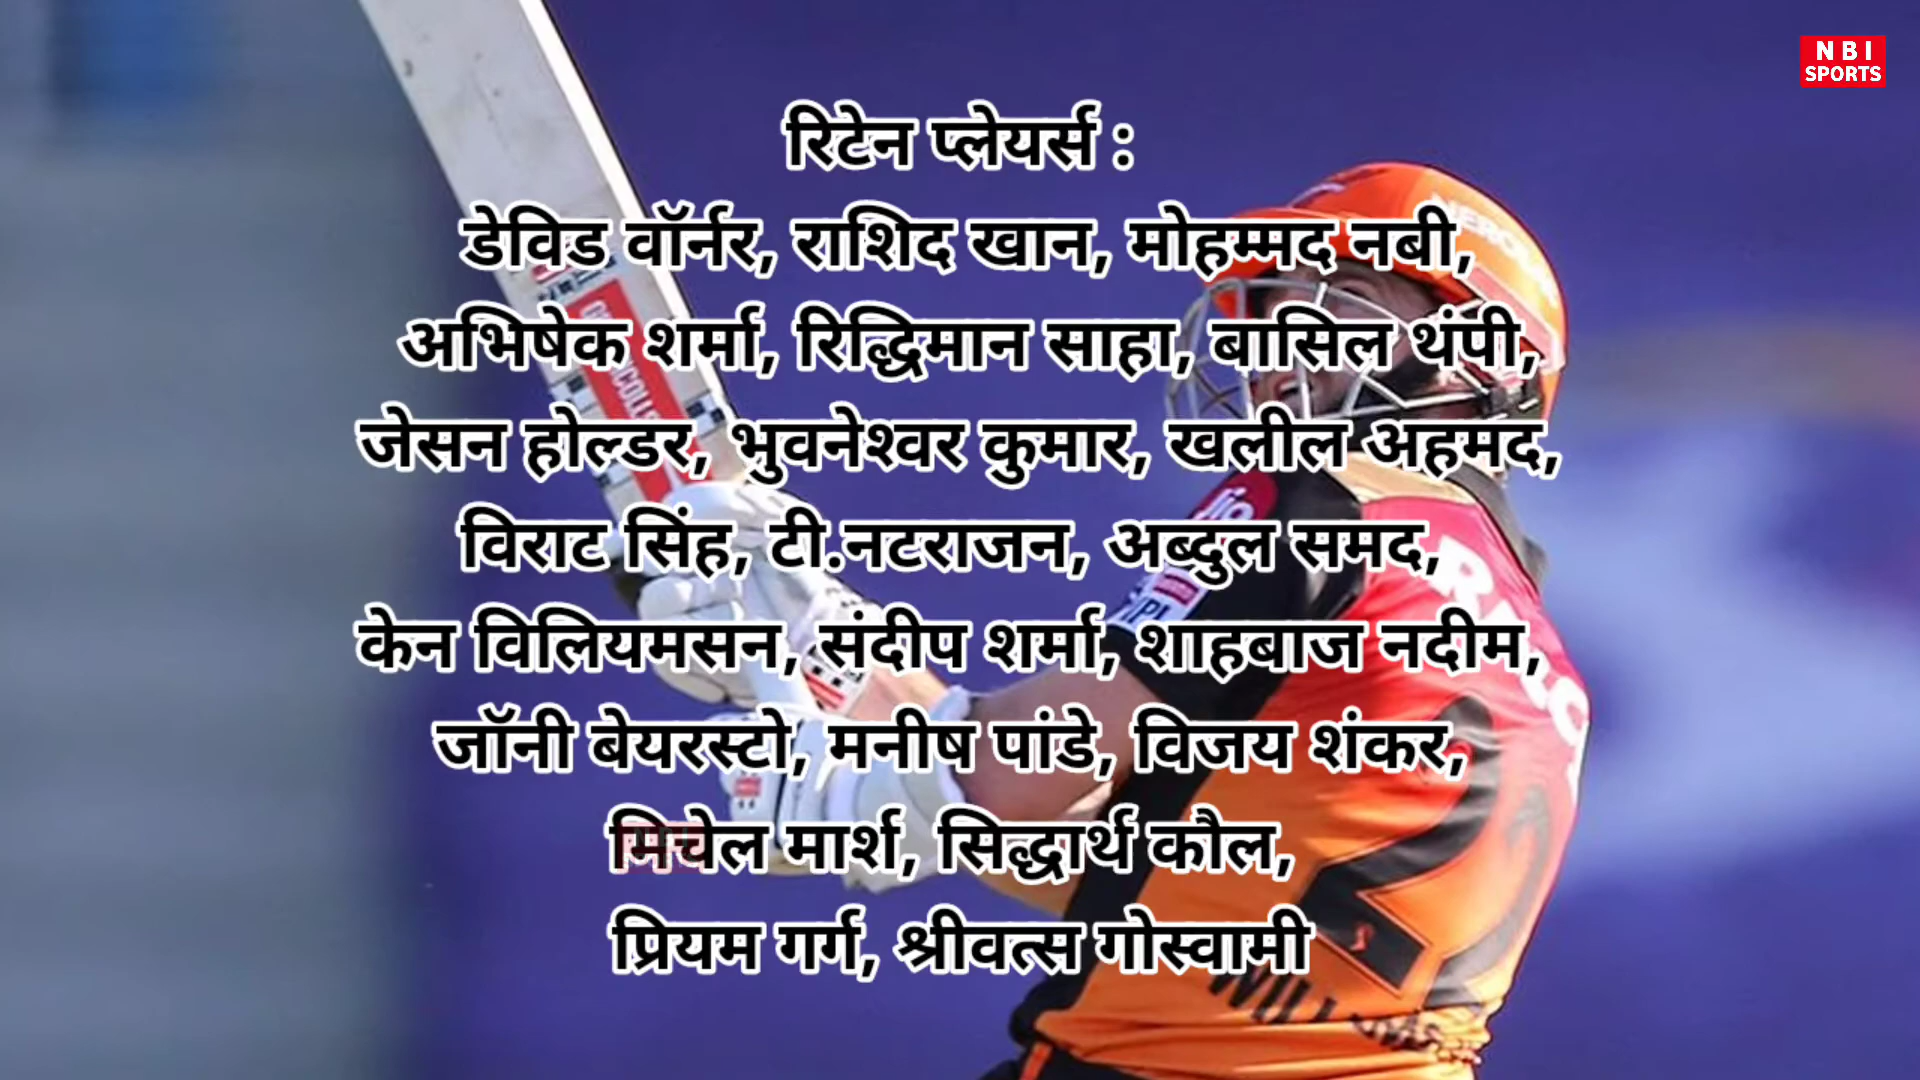 N B I
SPORTS
रिटेन प्लेयर्स :
डेविड वॉर्नर, राशिद खान, मोहम्मद नबी,
अभिषेक शर्मा, रिद्धिमान साहा, बासिल थंपी,
जेसन होल्डर, भुवनेश्वर कुमार, खलील अहमद,
विराट सिंह, टी.नटराजन, अब्दुल समद,
केन विलियमसन, संदीप शर्मा, शाहबाज नदीम,
जॉनी बेयरस्टो, मनीष पांडे, विजय शंकर,
मिचेल मार्श, सिद्धार्थ कौल,
प्रियम गर्ग, श्रीवत्स गोस्वामी